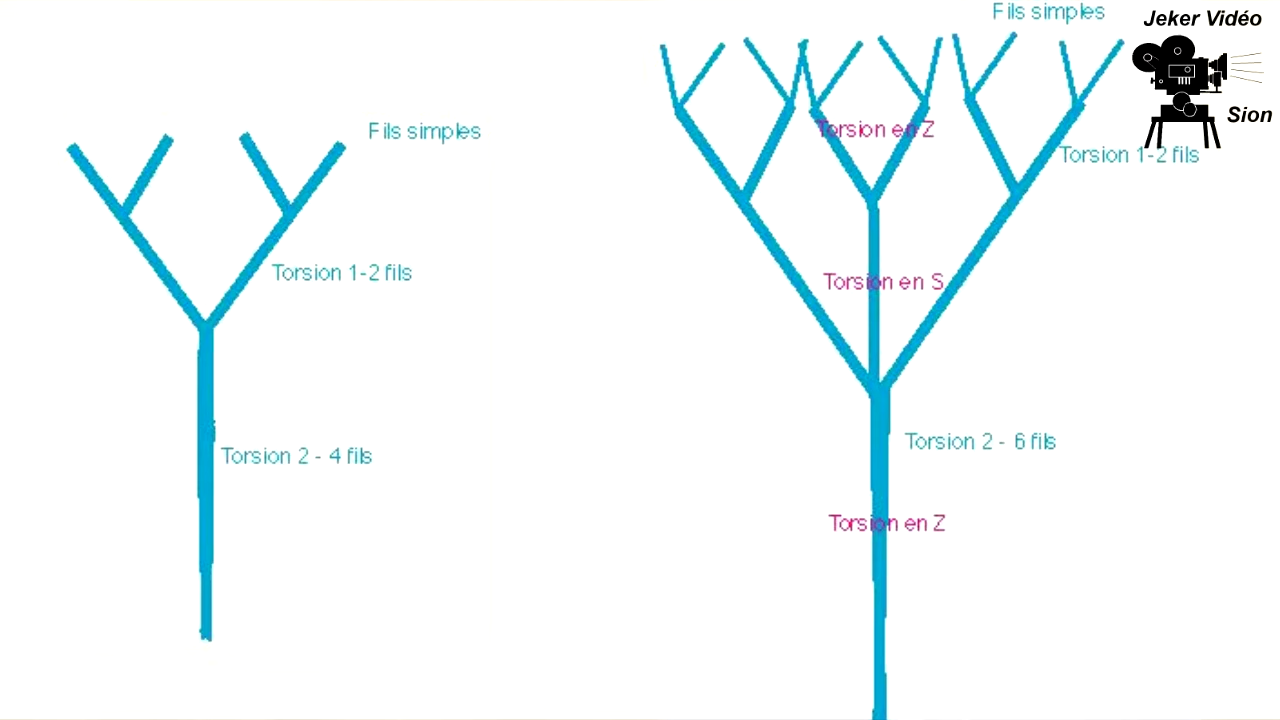 Fils simples
Torsion 1-2 fils
Torsion 2 - 4 fils
Fils simples
Torsion en Z
Torsion 1-2 fils
Torsion en S
Torsion 2 - 6 fils
Torsion en Z
Jeker Vidéo
Sion